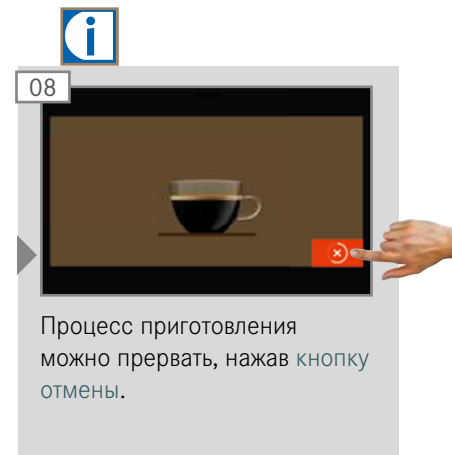 i
08
Процесс приготовления
можно прервать, нажав кнопку
отмены.